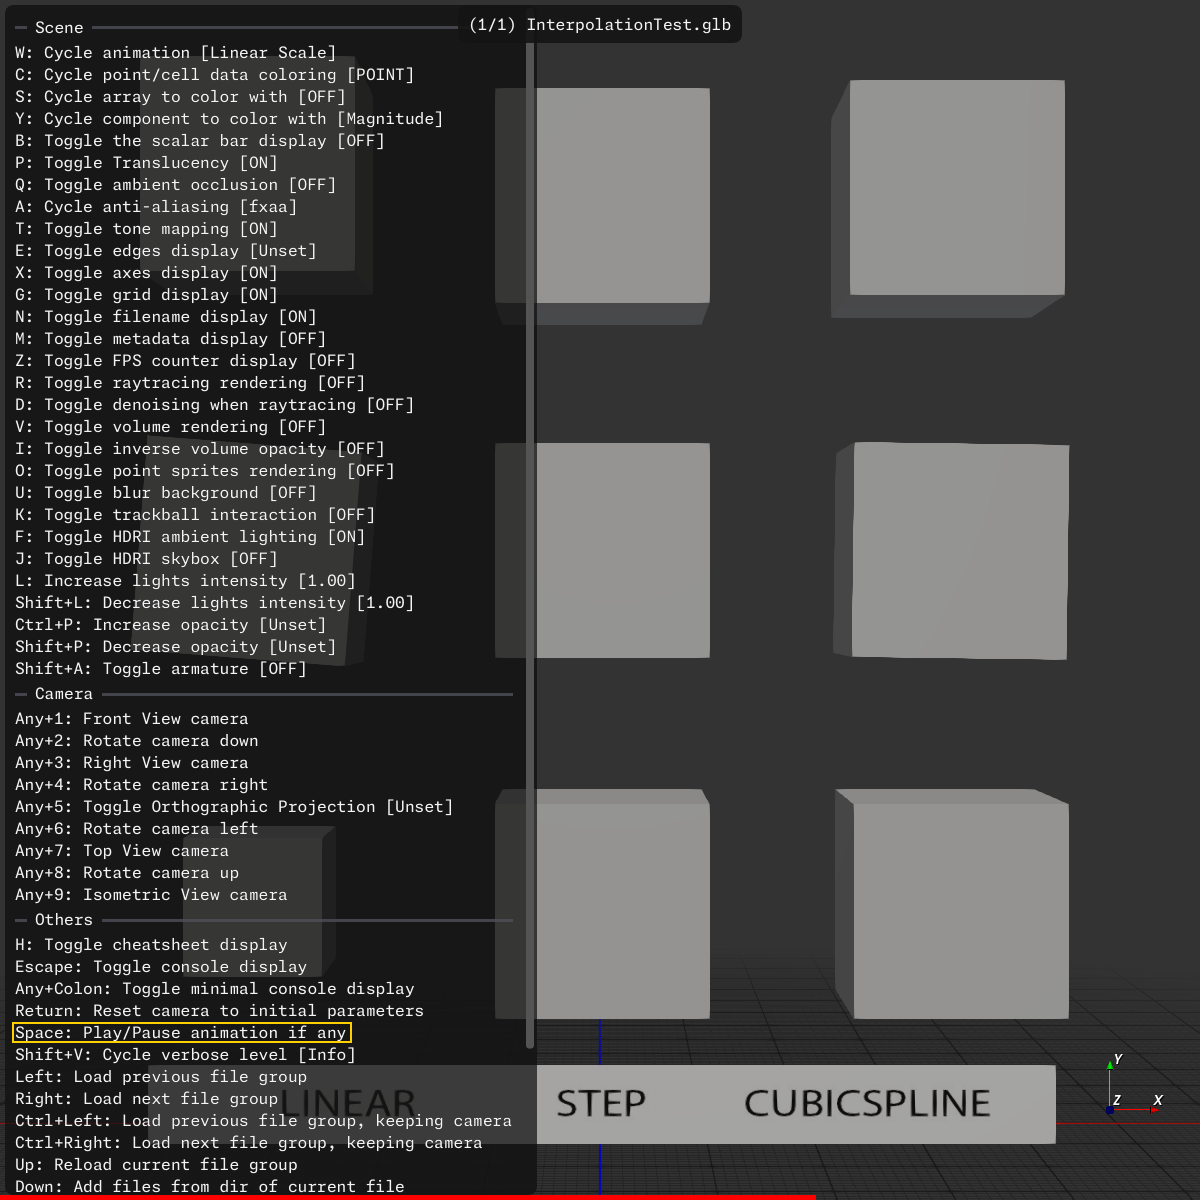 (1/1) InterpolationTest.glb
Scene
W: Cycle animation [Linear Scale]
C: Cycle point/cell data coloring [POINT]
S: Cycle array to color with [OFF]
Y: Cycle component to color with [Magnitude]
B: Toggle the scalar bar display [OFF]
P: Toggle Translucency [ON]
Q: Toggle ambient occlusion [OFF]
A: Cycle anti-aliasing [fxaa]
T: Toggle tone mapping [ON]
E: Toggle edges display [Unset]
X: Toggle axes display [ON]
G: Toggle grid display [ON]
N: Toggle filename display [ON]
M: Toggle metadata display [OFF]
Z: Toggle FPS counter display [OFF]
R: Toggle raytracing rendering [OFF]
D: Toggle denoising when raytracing [OFF]
V: Toggle volume rendering [OFF]
I: Toggle inverse volume opacity [OFF]
O: Toggle point sprites rendering [OFF]
U: Toggle blur background [OFF]
K: Toggle trackball interaction [OFF]
F: Toggle HDRI ambient lighting [ON]
J: Toggle HDRI skybox [OFF]
L: Increase lights intensity [1.00]
Shift+L: Decrease lights intensity [1.00]
Ctrl+P: Increase opacity [Unset]
Shift+P: Decrease opacity [Unset]
Shift+A: Toggle armature [OFF]
Camera
Any+1: Front View camera
Any+2: Rotate camera down
Any+3: Right View camera
Any+4: Rotate camera right
Any+5: Toggle Orthographic Projection [Unset]
Any+6: Rotate camera left
Any+7: Top View camera
Any+8: Rotate camera up
Any+9: Isometric View camera
Others
H: Toggle cheatsheet display
Escape: Toggle console display
Any+Colon: Toggle minimal console display
Return: Reset camera to initial parameters
Space: Play/Pause animation if any
Shift+V: Cycle verbose level [Info]
Left: Load previous file group
Right: Load next file group
Ctrl+Left: Load previous file group, keeping camera
Ctrl+Right: Load next file group, keeping camera
Up: Reload current file group
Down: Add files from dir of current file
LINEAR STEP CUBICSPLINE
Y
Z X